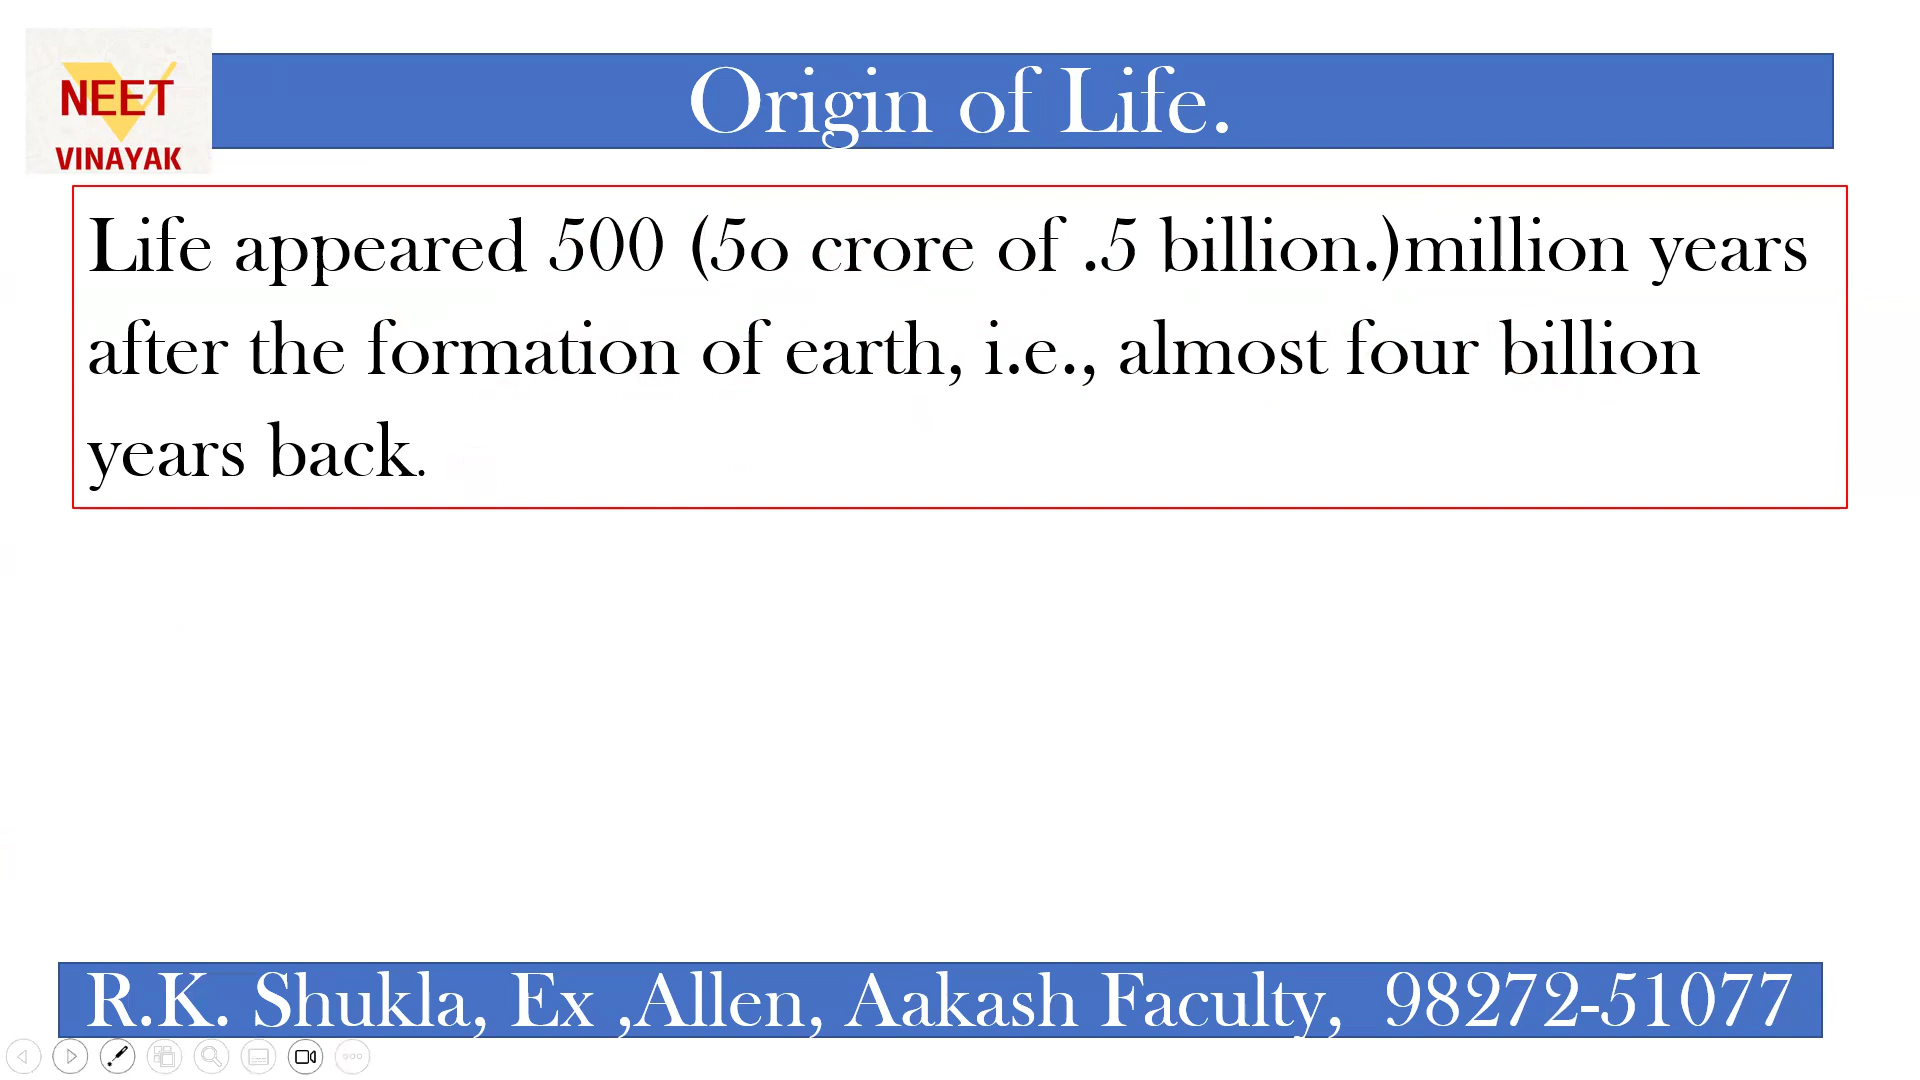 NEET
VINAYAK
Origin of Life.
Life appeared 500 (5o crore of .5 billion.)million years
after the formation of earth, i.e., almost four billion
years back.
R.K. Shukla, Ex ,Allen, Aakash Faculty, 98272-51077